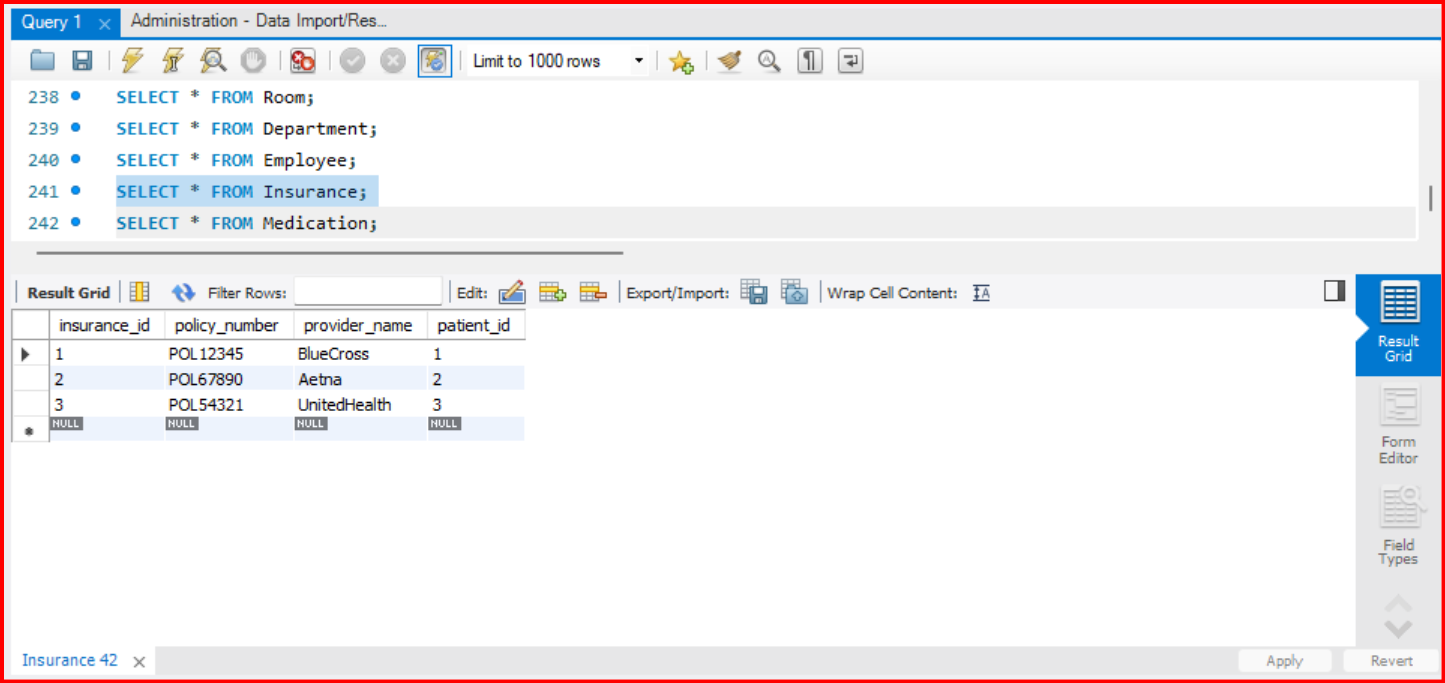 Query 1 Administration - Data Import/Res...
Limit to 1000 rows
238 SELECT * FROM Room;
239 SELECT * FROM Department;
240 SELECT * FROM Employee;
241 SELECT * FROM Insurance;
242 SELECT * FROM Medication;
Result Grid Filter Rows: Edit: Export/Import: Wrap Cell Content: IA
insurance_id policy_number provider_name patient_id
1 POL12345 BlueCross 1
2 POL67890 Aetna 2
3 POL54321 UnitedHealth 3
NULL NULL NULL NULL
Result
Grid
Form
Editor
Field
Types
Insurance 42 Apply Revert